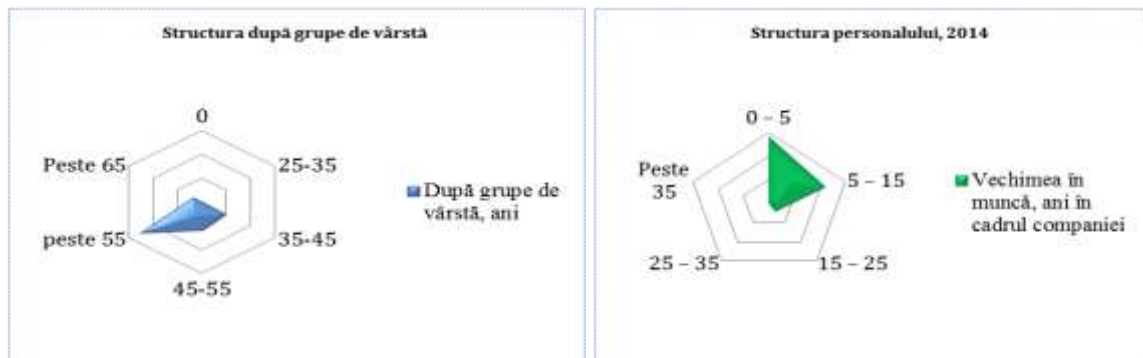 Structura după grupe de vârstă
0
Peste 65
25-35
peste 55
35-45
45-55
După grupe de
vârstă, ani
Structura personalului, 2014
0 – 5
Peste
35
5 – 15
25 – 35
15 – 25
Vechimea în
muncă, ani în
cadrul companiei